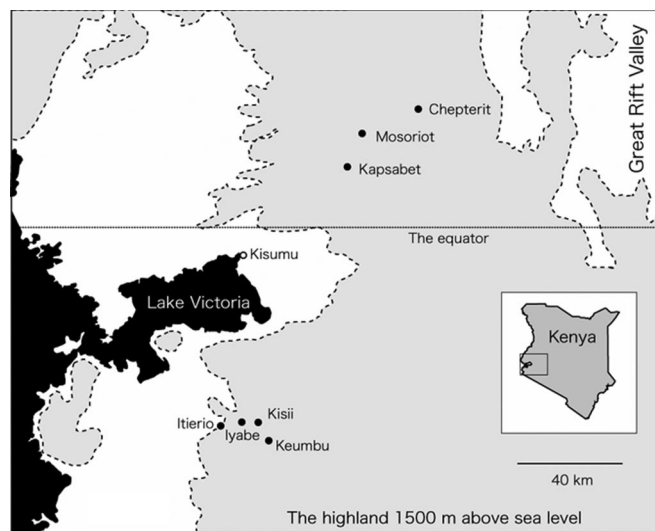 Great Rift Valley
Chepterit
Mosoriot
Kapsabet
The equator
Kisumu
Lake Victoria
Kenya
Itierio
Iyabe
Kisii
Keumbu
40 km
The highland 1500 m above sea level